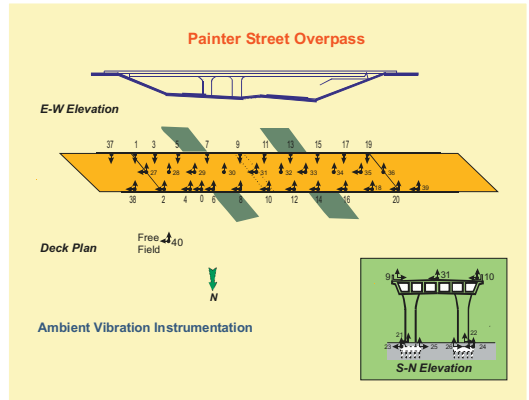 Painter Street Overpass
E-W Elevation
37 1 3 5 7 9 11 13 15 17 19
27 28 29 30 31 32 33 34 35 36
38 2 4 0 6 8 10 12 14 16 18 20 39
Free 40
Field
Deck Plan
N
Ambient Vibration Instrumentation
9 31 10
21 22
23 25 26 24
S-N Elevation